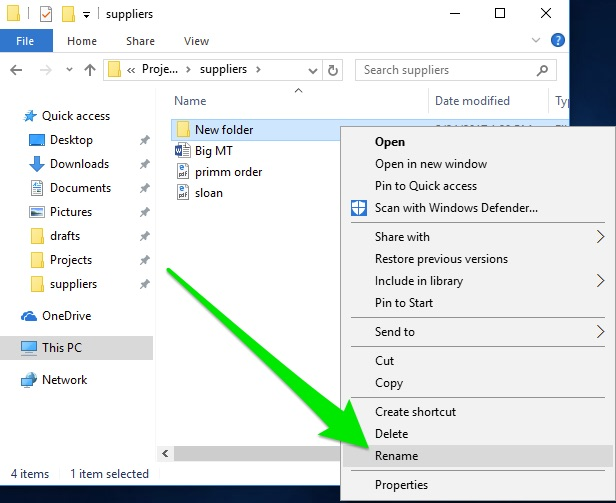 suppliers
File
Home
Share
View
Proje... suppliers
Search suppliers
Quick access
Desktop
Downloads
Documents
Pictures
drafts
Projects
suppliers
OneDrive
This PC
Network
Name
Date modified
New folder
Big MT
primm order
sloan
Open
Open in new window
Pin to Quick access
Scan with Windows Defender...
Share with
Restore previous versions
Include in library
Pin to Start
Send to
Cut
Copy
Create shortcut
Delete
Rename
Properties
4 items 1 item selected